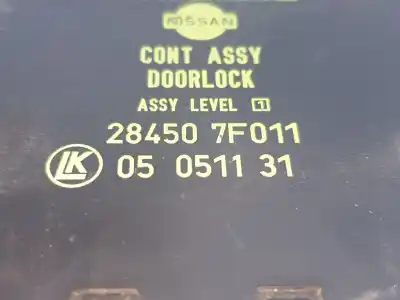 NISSAN
CONT ASSY
DOORLOCK
ASSY LEVEL 1
28450 7F011
LK 05 0511 31